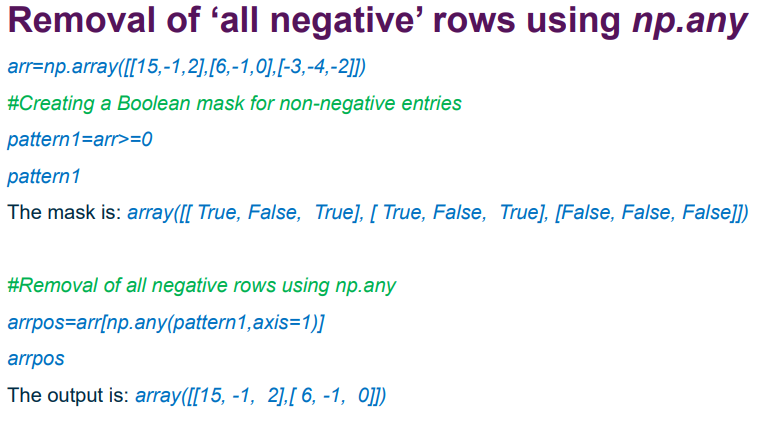 Removal of ‘all negative’ rows using np.any
arr=np.array([[15,-1,2],[6,-1,0],[-3,-4,-2]])
#Creating a Boolean mask for non-negative entries
pattern1=arr>=0
pattern1
The mask is: array([[ True, False,  True], [ True, False,  True], [False, False, False]])
#Removal of all negative rows using np.any
arrpos=arr[np.any(pattern1,axis=1)]
arrpos
The output is: array([[15, -1,  2],[ 6, -1,  0]])